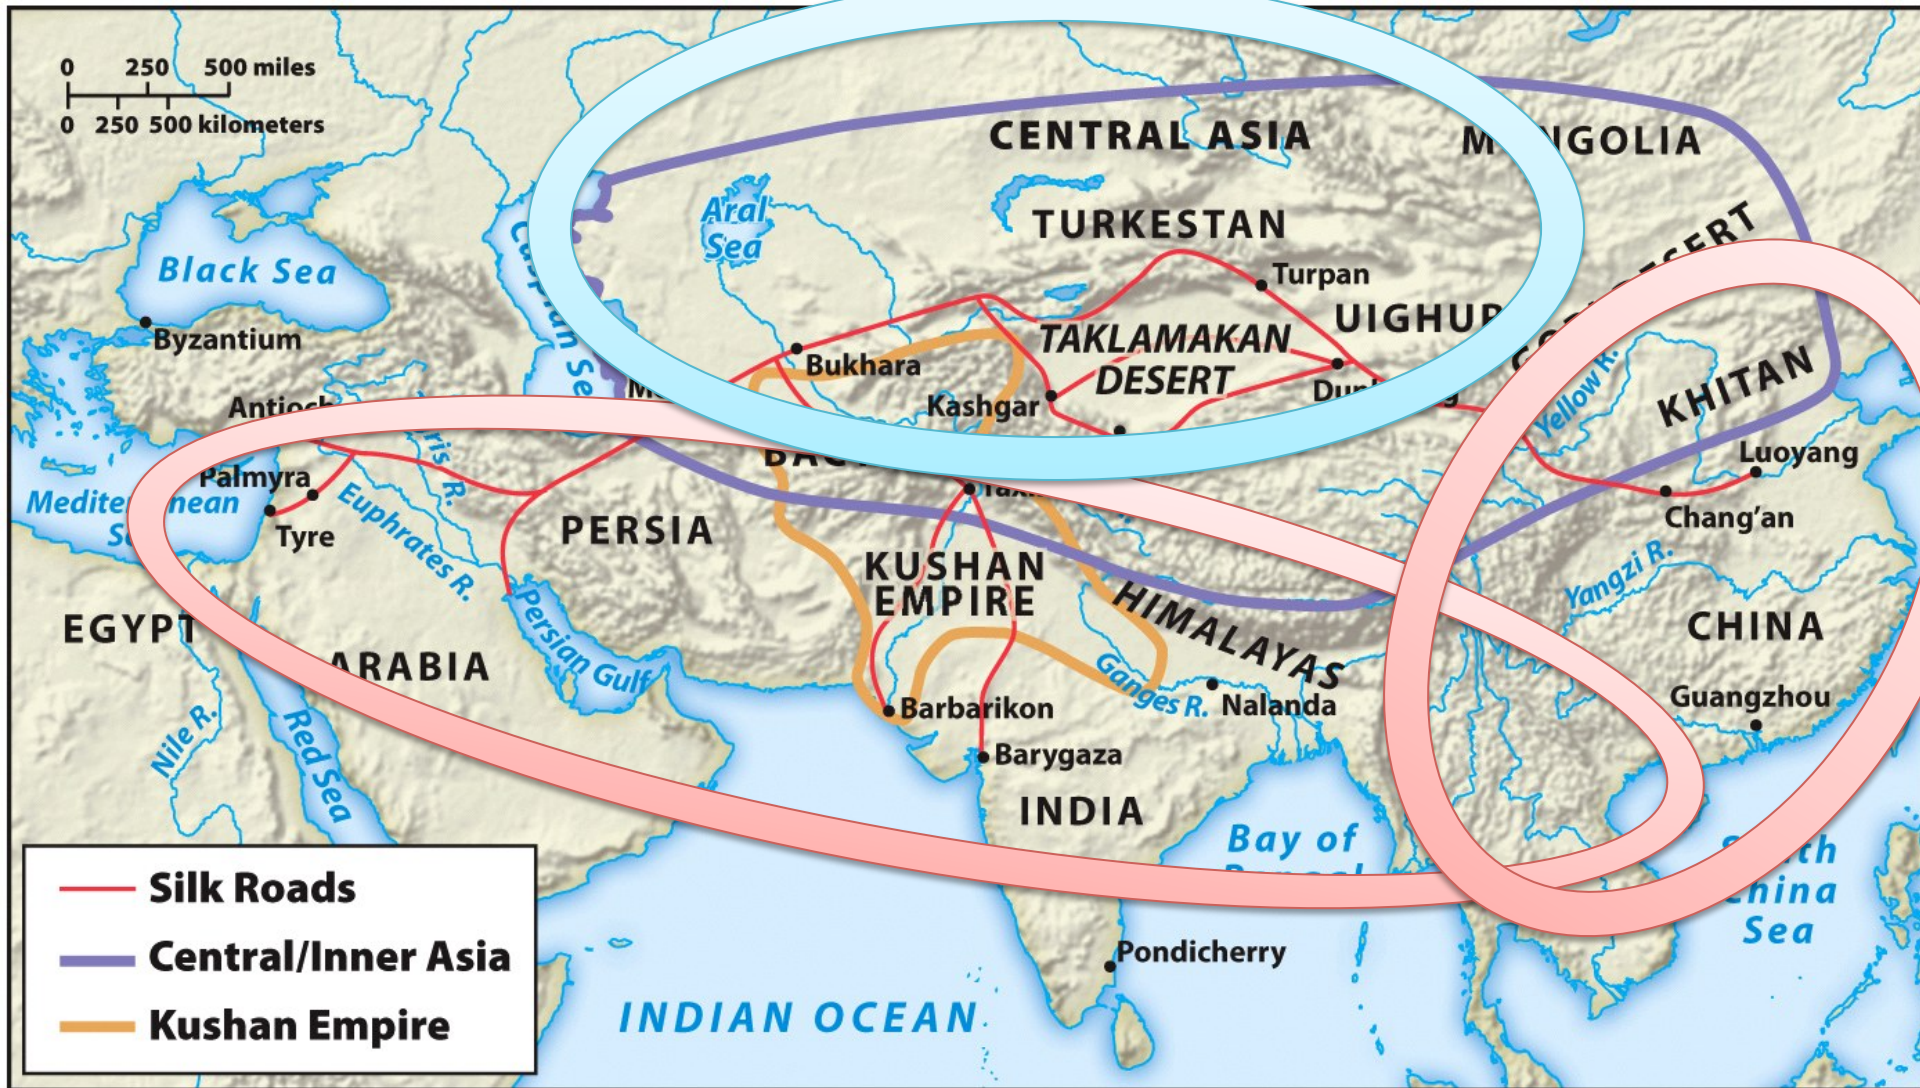 0 250 500 miles
0 250 500 kilometers
CENTRAL ASIA
TURKESTAN
Aral
Sea
Black Sea
Byzantium
Turpan
TAKLAMAKAN
DESERT
Bukhara
Kashgar
KHITAN
Yellow R.
Luoyang
Chang’an
Palmyra
Tyre
Euphrates R.
PERSIA
KUSHAN
EMPIRE
HIMALAYAS
Yangzi R.
CHINA
EGYPT
ARABIA
Persian Gulf
Nile R.
Red Sea
Barbarikon
Ganges R.
Nalanda
Guangzhou
Barygaza
INDIA
Bay of
Sea
Pondicherry
INDIAN OCEAN
Silk Roads
Central/Inner Asia
Kushan Empire